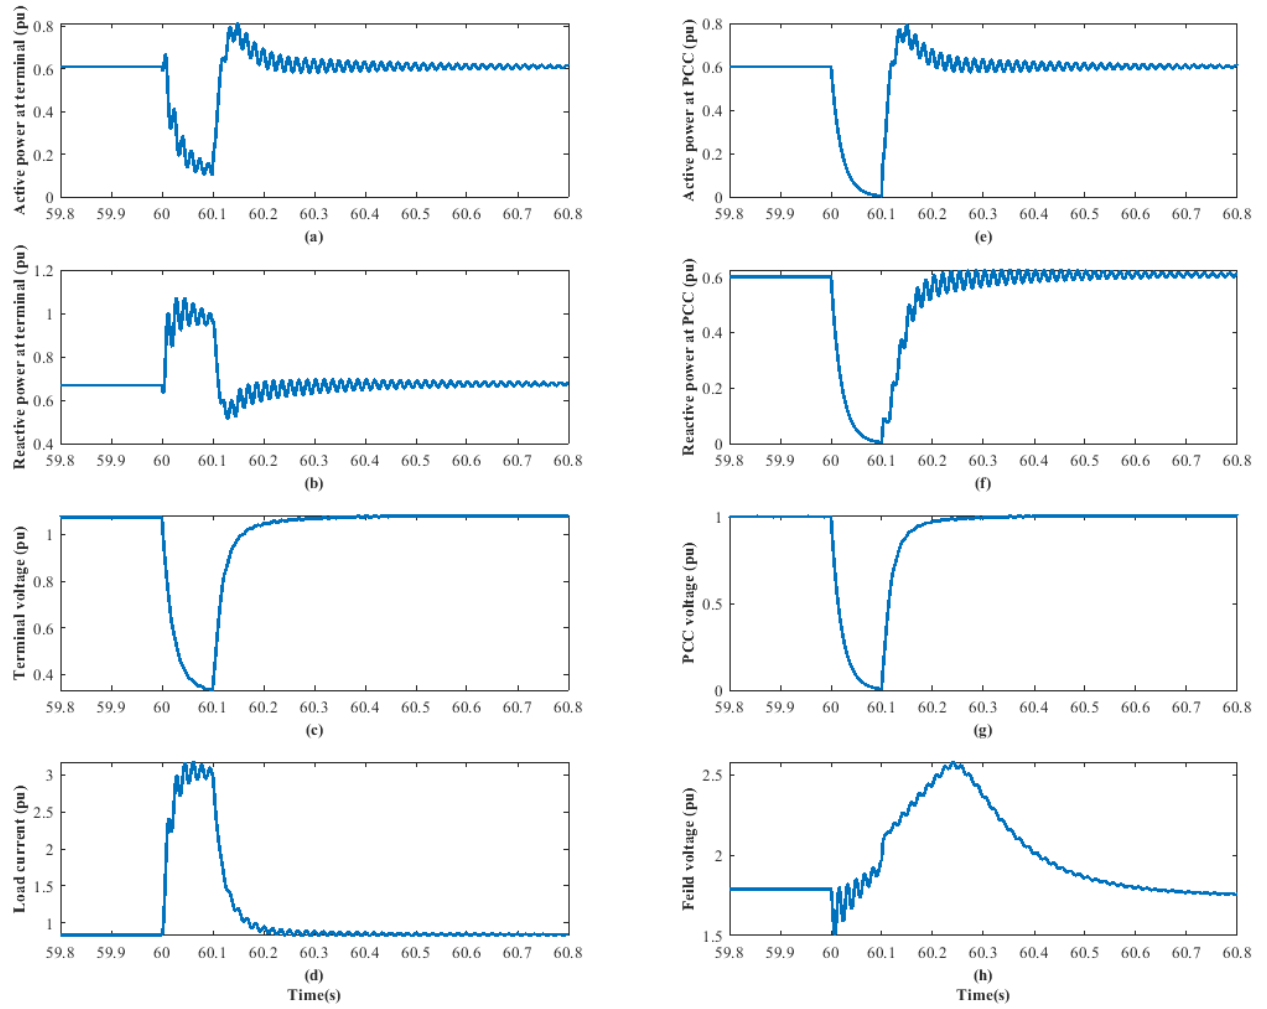 Active power at terminal (pu)
0.8
0.6
0.4
0.2
0
59.8 59.9 60 60.1 60.2 60.3 60.4 60.5 60.6 60.7 60.8
(a)
Active power at PCC (pu)
0.8
0.6
0.4
0.2
0
59.8 59.9 60 60.1 60.2 60.3 60.4 60.5 60.6 60.7 60.8
(e)
Reactive power at terminal (pu)
1.2
1
0.8
0.6
0.4
59.8 59.9 60 60.1 60.2 60.3 60.4 60.5 60.6 60.7 60.8
(b)
Reactive power at PCC (pu)
0.6
0.4
0.2
0
59.8 59.9 60 60.1 60.2 60.3 60.4 60.5 60.6 60.7 60.8
(f)
Terminal voltage (pu)
1
0.8
0.6
0.4
59.8 59.9 60 60.1 60.2 60.3 60.4 60.5 60.6 60.7 60.8
(c)
PCC voltage (pu)
1
0.5
0
59.8 59.9 60 60.1 60.2 60.3 60.4 60.5 60.6 60.7 60.8
(g)
Load current (pu)
3
2.5
2
1.5
1
59.8 59.9 60 60.1 60.2 60.3 60.4 60.5 60.6 60.7 60.8
(d)
Time(s)
Feild voltage (pu)
2.5
2
1.5
59.8 59.9 60 60.1 60.2 60.3 60.4 60.5 60.6 60.7 60.8
(h)
Time(s)